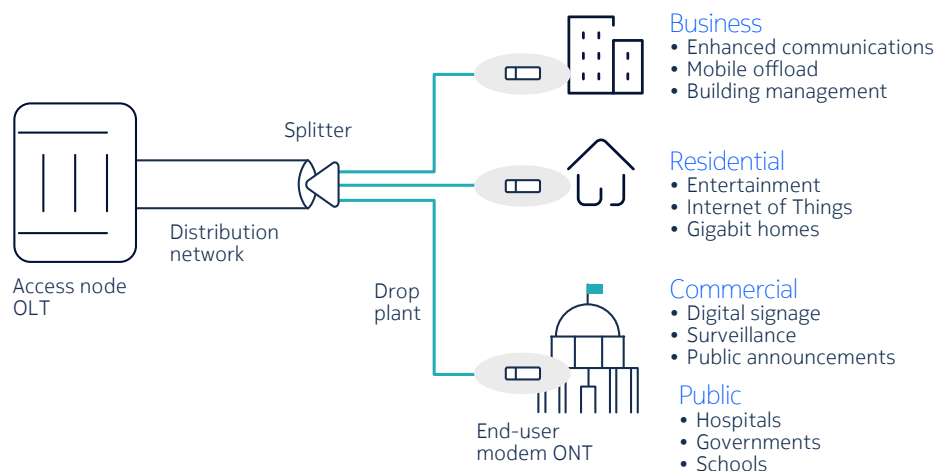 Business
• Enhanced communications
• Mobile offload
• Building management
Splitter
Residential
• Entertainment
• Internet of Things
• Gigabit homes
Distribution
network
Access node
OLT
Drop
plant
Commercial
• Digital signage
• Surveillance
• Public announcements
Public
• Hospitals
• Governments
• Schools
End-user
modem ONT